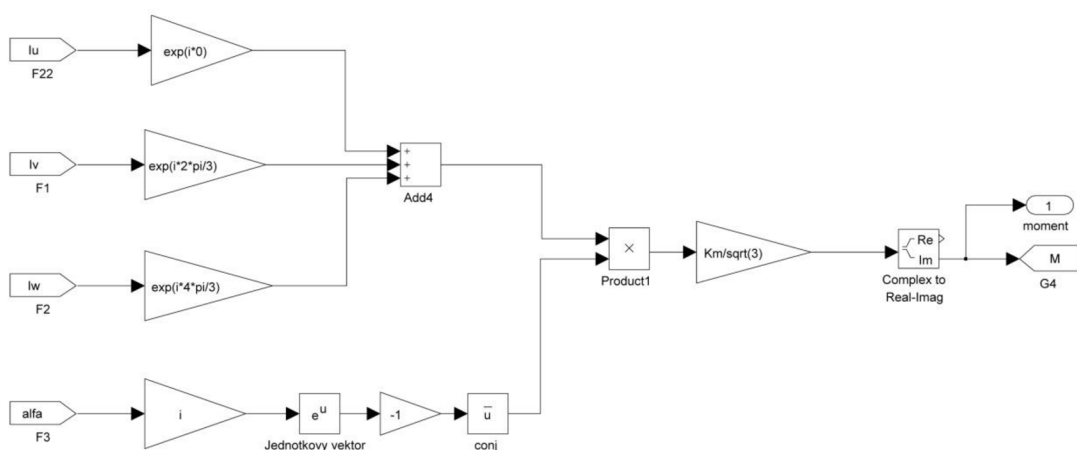 Iu
F22
exp(i*0)
Iv
F1
exp(i*2*pi/3)
+
+
+
Add4
Iw
F2
exp(i*4*pi/3)
×
Product1
Km/sqrt(3)
Re
Im
Complex to
Real-Imag
1
moment
M
G4
alfa
F3
i
e^u
Jednotkovy vektor
-1
u̅
conj